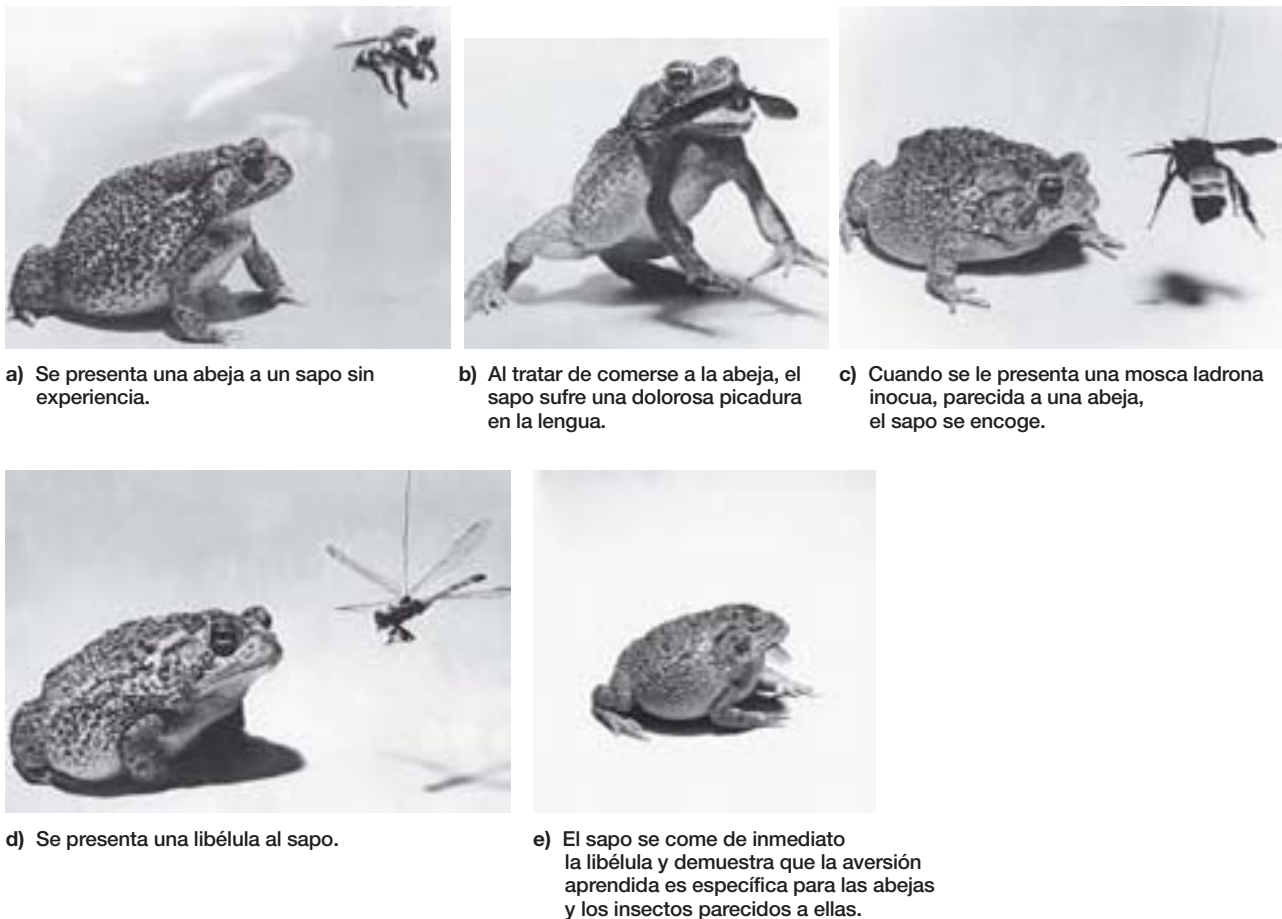 a) Se presenta una abeja a un sapo sin
experiencia.
b) Al tratar de comerse a la abeja, el
sapo sufre una dolorosa picadura
en la lengua.
c) Cuando se le presenta una mosca ladrona
inocua, parecida a una abeja,
el sapo se encoge.
d) Se presenta una libélula al sapo.
e) El sapo se come de inmediato
la libélula y demuestra que la aversión
aprendida es específica para las abejas
y los insectos parecidos a ellas.